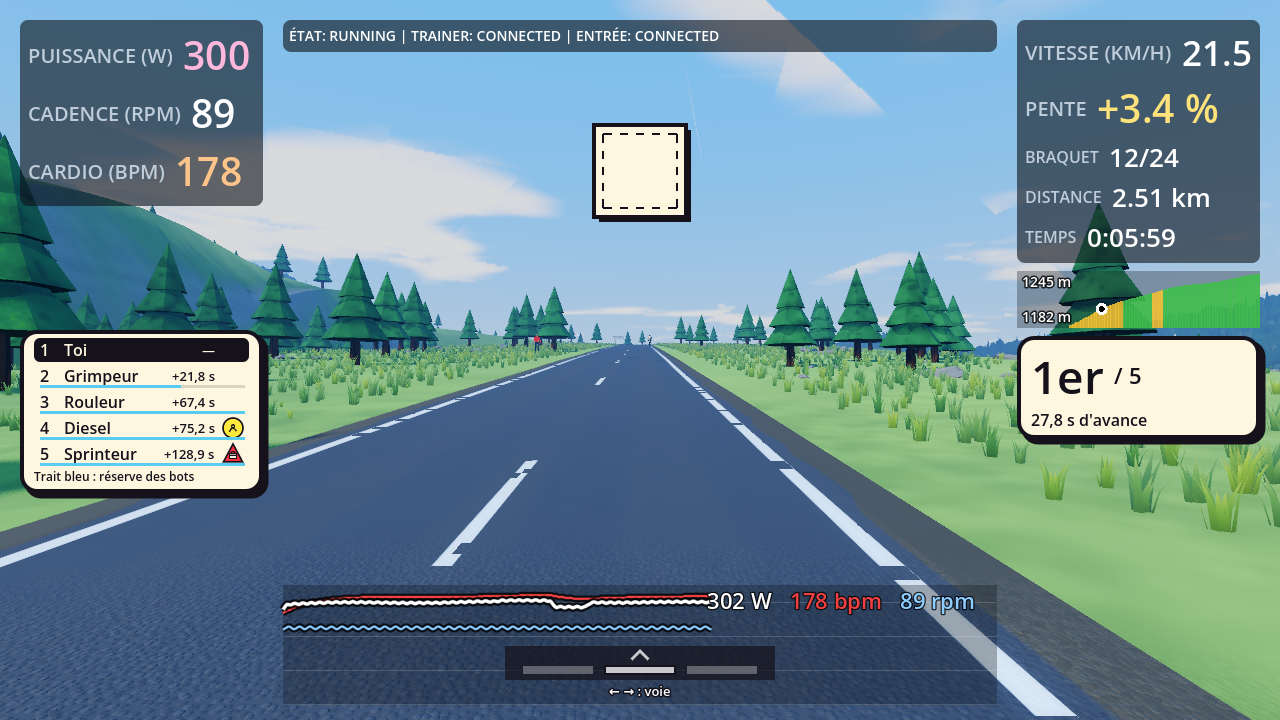 PUISSANCE (W) 300
CADENCE (RPM) 89
CARDIO (BPM) 178
ÉTAT: RUNNING | TRAINER: CONNECTED | ENTRÉE: CONNECTED
VITESSE (KM/H) 21.5
PENTE +3.4 %
BRAQUET 12/24
DISTANCE 2.51 km
TEMPS 0:05:59
1245 m
1182 m
1er / 5
27,8 s d'avance
1 Toi —
2 Grimpeur +21,8 s
3 Rouleur +67,4 s
4 Diesel +75,2 s
5 Sprinteur +128,9 s
Trait bleu : réserve des bots
302 W 178 bpm 89 rpm
← → : voie